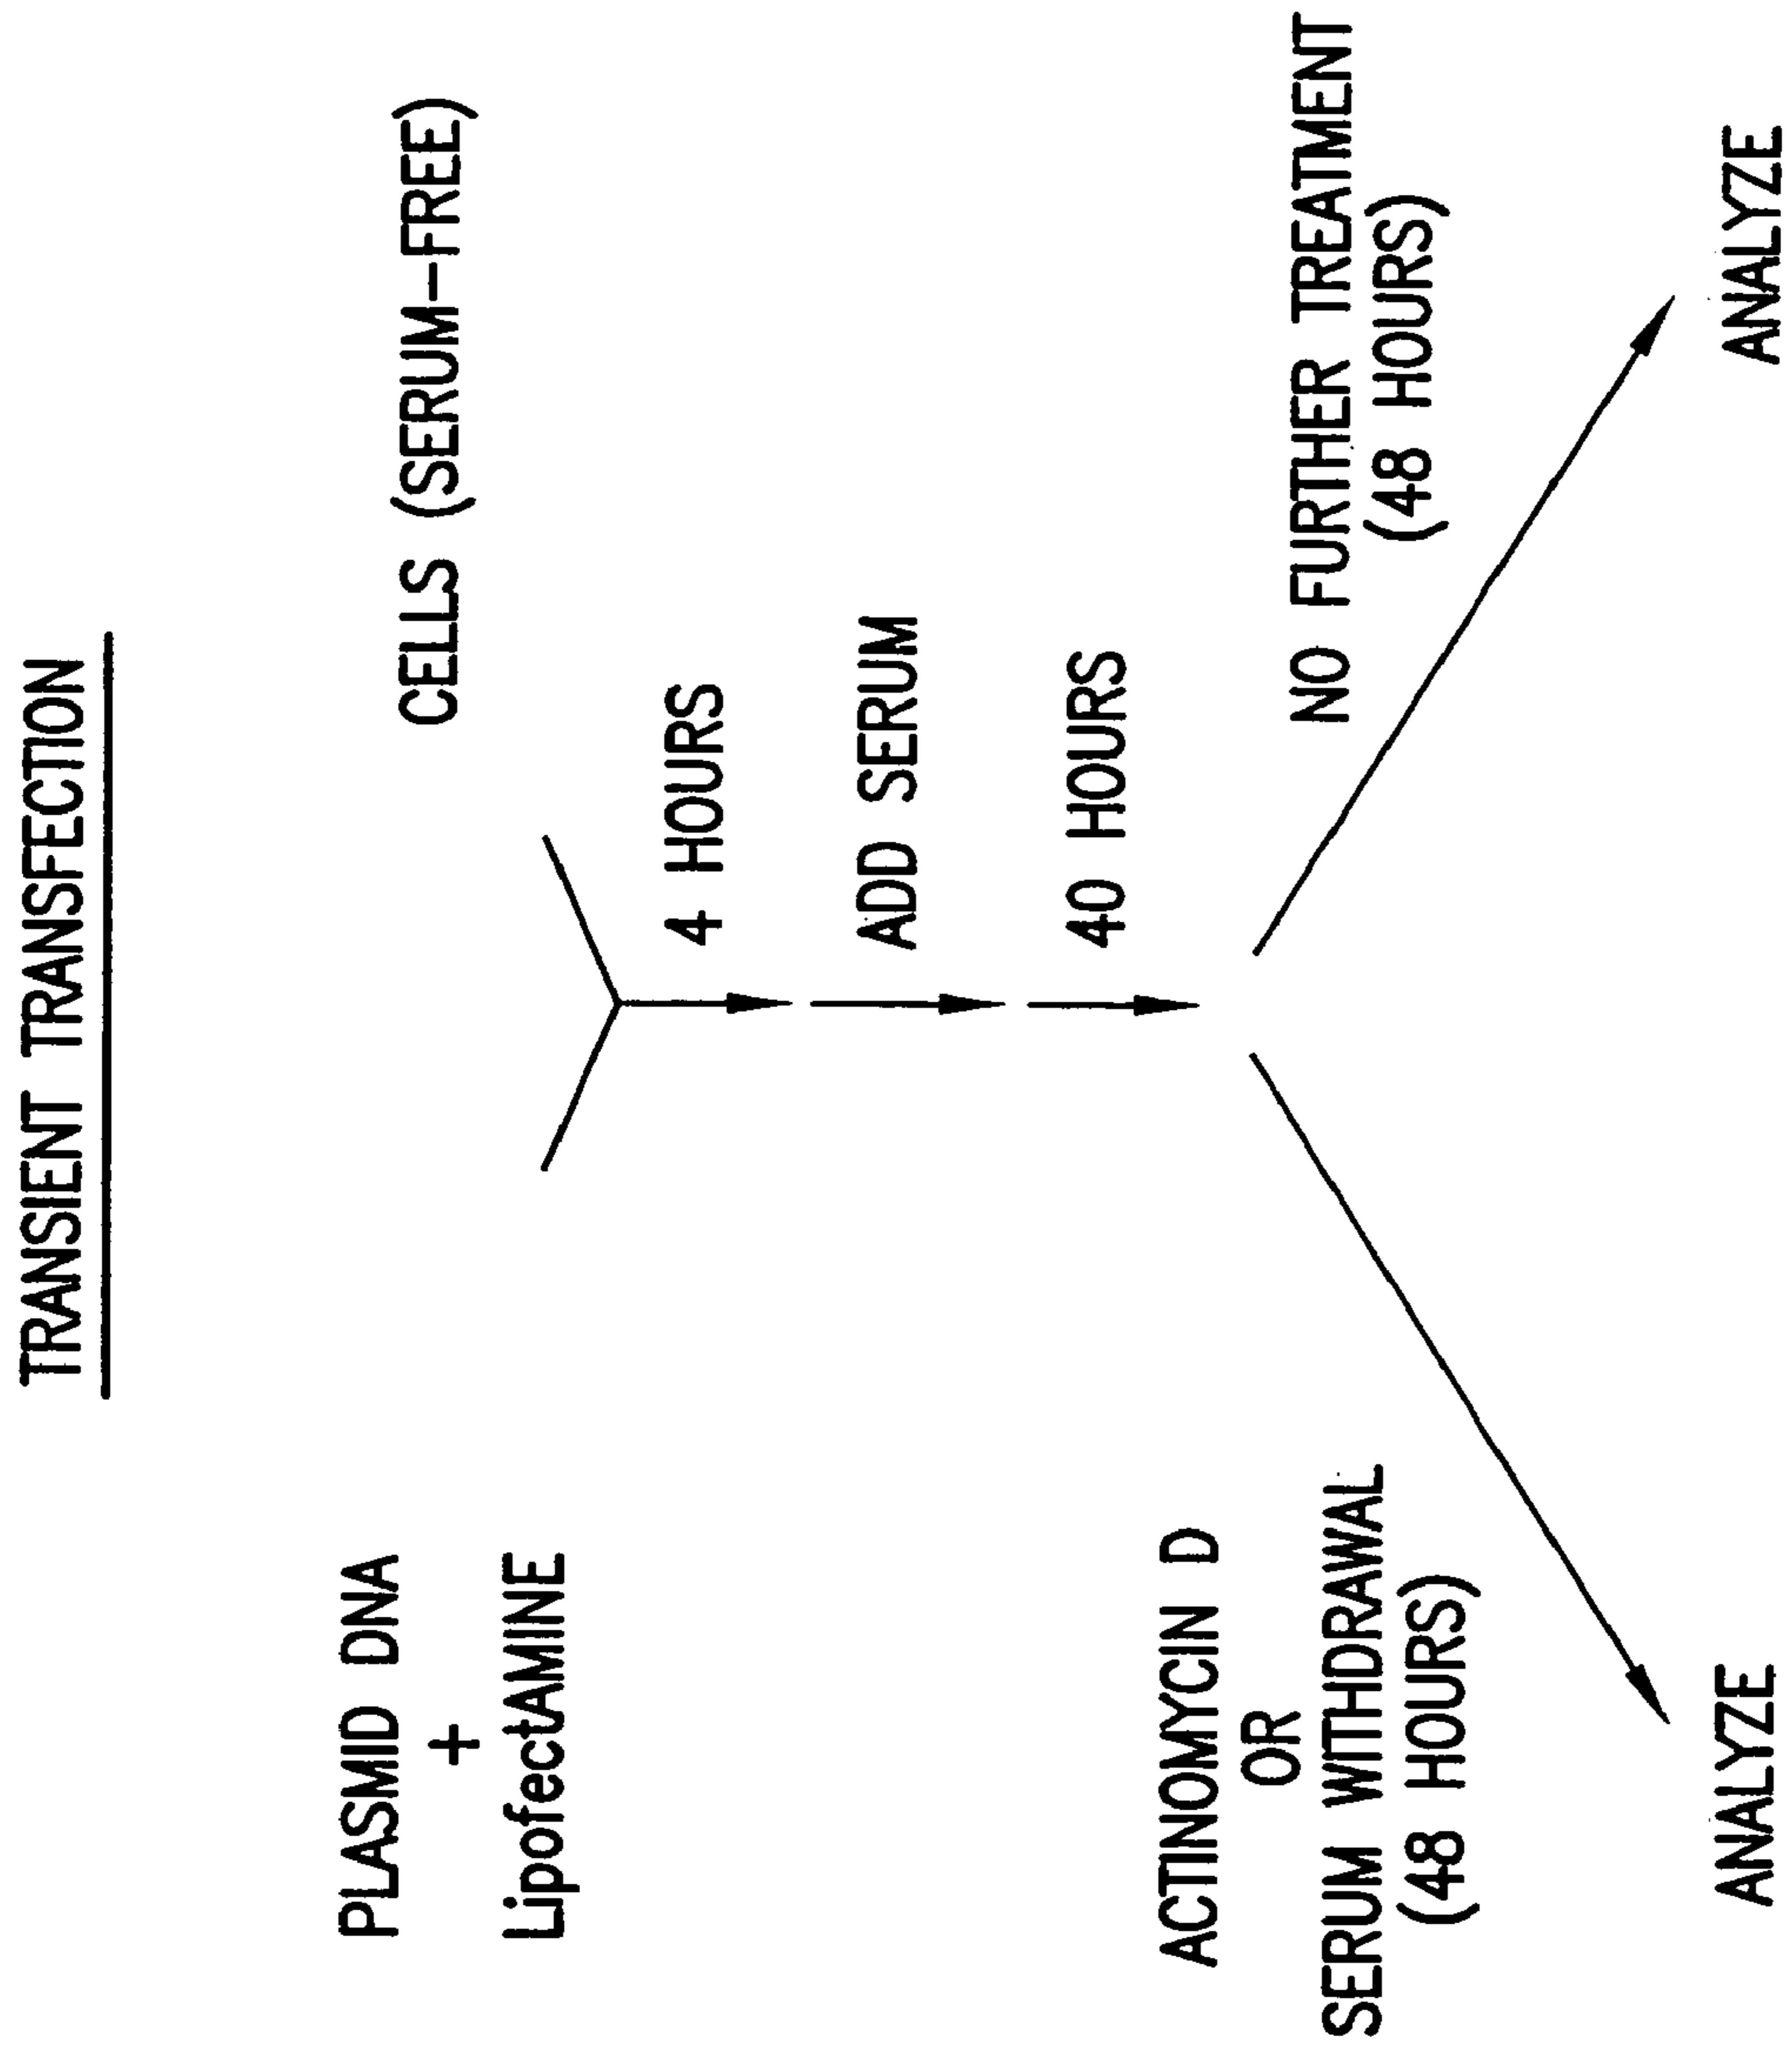 TRANSIENT TRANSFECTION
PLASMID DNA
+
LipofectAMINE
CELLS (SERUM-FREE)
4 HOURS
ADD SERUM
40 HOURS
ACTINOMYCIN D
OR
SERUM WITHDRAWAL
(48 HOURS)
NO FURTHER TREATMENT
(48 HOURS)
ANALYZE
ANALYZE